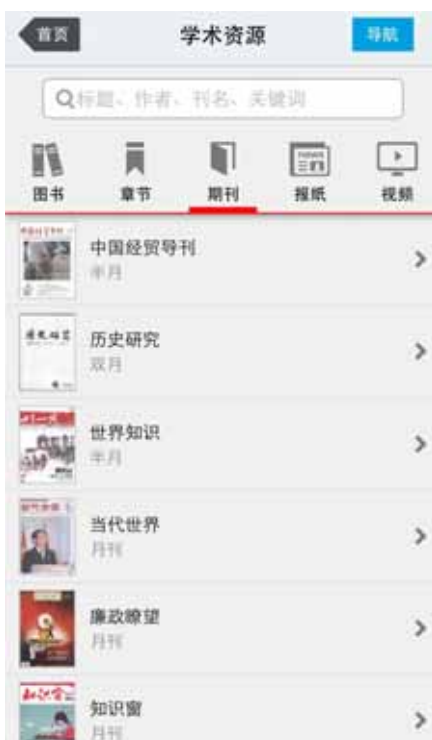 首页 学术资源 导航
标题、作者、刊名、关键词
图书 章节 期刊 报纸 视频
中国经贸导刊
半月
历史研究
双月
世界知识
半月
当代世界
月刊
廉政瞭望
月刊
知识窗
月刊